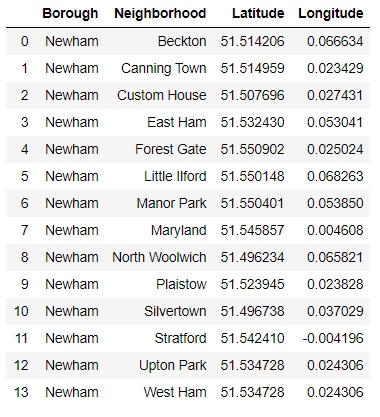 Borough Neighborhood Latitude Longitude
0 Newham Beckton 51.514206 0.066634
1 Newham Canning Town 51.514959 0.023429
2 Newham Custom House 51.507696 0.027431
3 Newham East Ham 51.532430 0.053041
4 Newham Forest Gate 51.550902 0.025024
5 Newham Little Ilford 51.550148 0.068263
6 Newham Manor Park 51.550401 0.053850
7 Newham Maryland 51.545857 0.004608
8 Newham North Woolwich 51.496234 0.065821
9 Newham Plaistow 51.523945 0.023828
10 Newham Silvertown 51.496738 0.037029
11 Newham Stratford 51.542410 -0.004196
12 Newham Upton Park 51.534728 0.024306
13 Newham West Ham 51.534728 0.024306